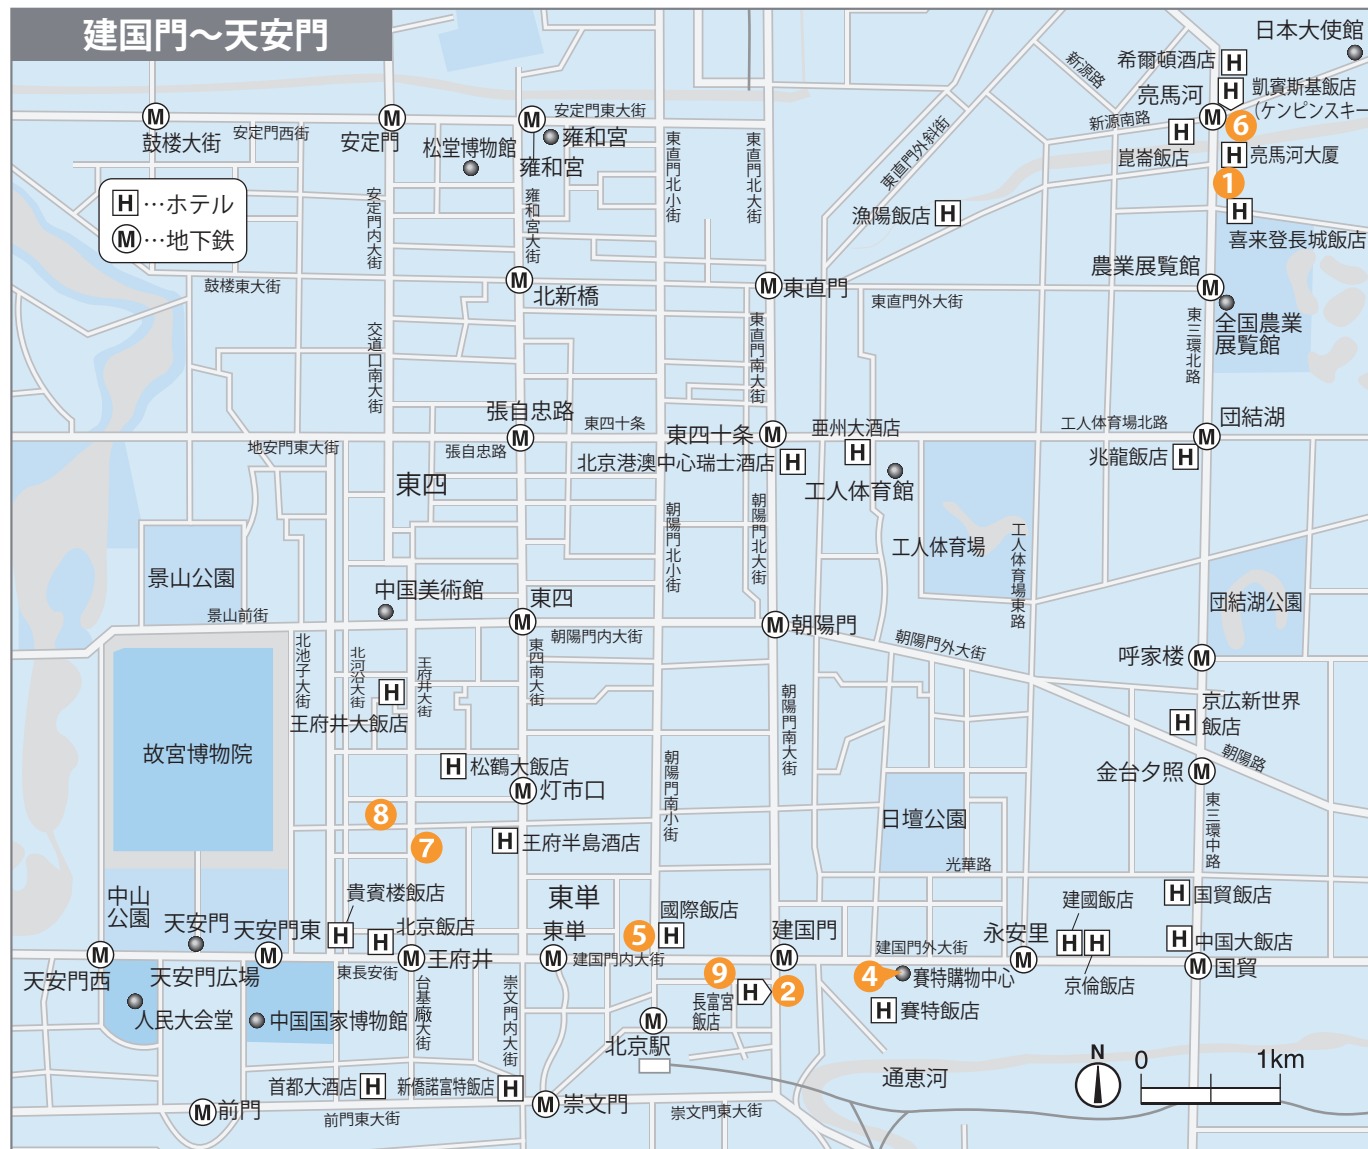 建国門～天安門
H…ホテル
M…地下鉄
日本大使館
希爾頓酒店
H
新源路
亮馬河
H
凱賓斯基飯店
(ケンピンスキー
M
6
新源南路
H
崑崙飯店
H
亮馬河大厦
1
H
喜来登長城飯店
M
鼓楼大街
安定門西街
M
安定門
M
安定門東大街
雍和宮
雍和宮
松堂博物館
東直門北小街
東直門北大街
東直門外斜街
安定門内大街
雍和宮大街
漁陽飯店
H
農業展覧館
M
全国農業
展覧館
鼓楼東大街
M
北新橋
M
東直門
東直門外大街
交道口南大街
東直門南大街
東三環北路
張自忠路
M
張自忠路
地安門東大街
東四十条
東四十条
M
亜州大酒店
H
工人体育場北路
団結湖
M
北京港澳中心瑞士酒店
H
兆龍飯店
H
東四
工人体育館
朝陽門北小街
朝陽門北大街
工人体育場
工人体育場東路
景山公園
中国美術館
団結湖公園
東四
M
景山前街
朝陽門内大街
M
朝陽門
朝陽門外大街
呼家楼
M
北池子大街
北河沿大街
王府井大街
東四南大街
H
王府井大飯店
朝陽門南大街
京広新世界
飯店
H
故宮博物院
H
松鶴大飯店
朝陽門南小街
朝陽路
金台夕照
M
M
灯市口
東三環中路
8
7
H
王府半島酒店
日壇公園
光華路
中山
公園
貴賓楼飯店
H
東単
國際飯店
5
H
建國飯店
H
H
京倫飯店
H
国貿飯店
天安門
天安門東
M
北京飯店
H
東単
M
建国門
M
建国門外大街
永安里
M
H
中国大飯店
M
天安門西
天安門広場
東長安街
M
王府井
建国門内大街
M
国貿
9
H
2
長富宮
飯店
4
賽特購物中心
H
賽特飯店
人民大会堂
中国国家博物館
台基廠大街
崇文門内大街
M
北京駅
通恵河
N
0
1km
首都大酒店
H
新僑諾富特飯店
H
M
前門
前門東大街
M
崇文門
崇文門東大街